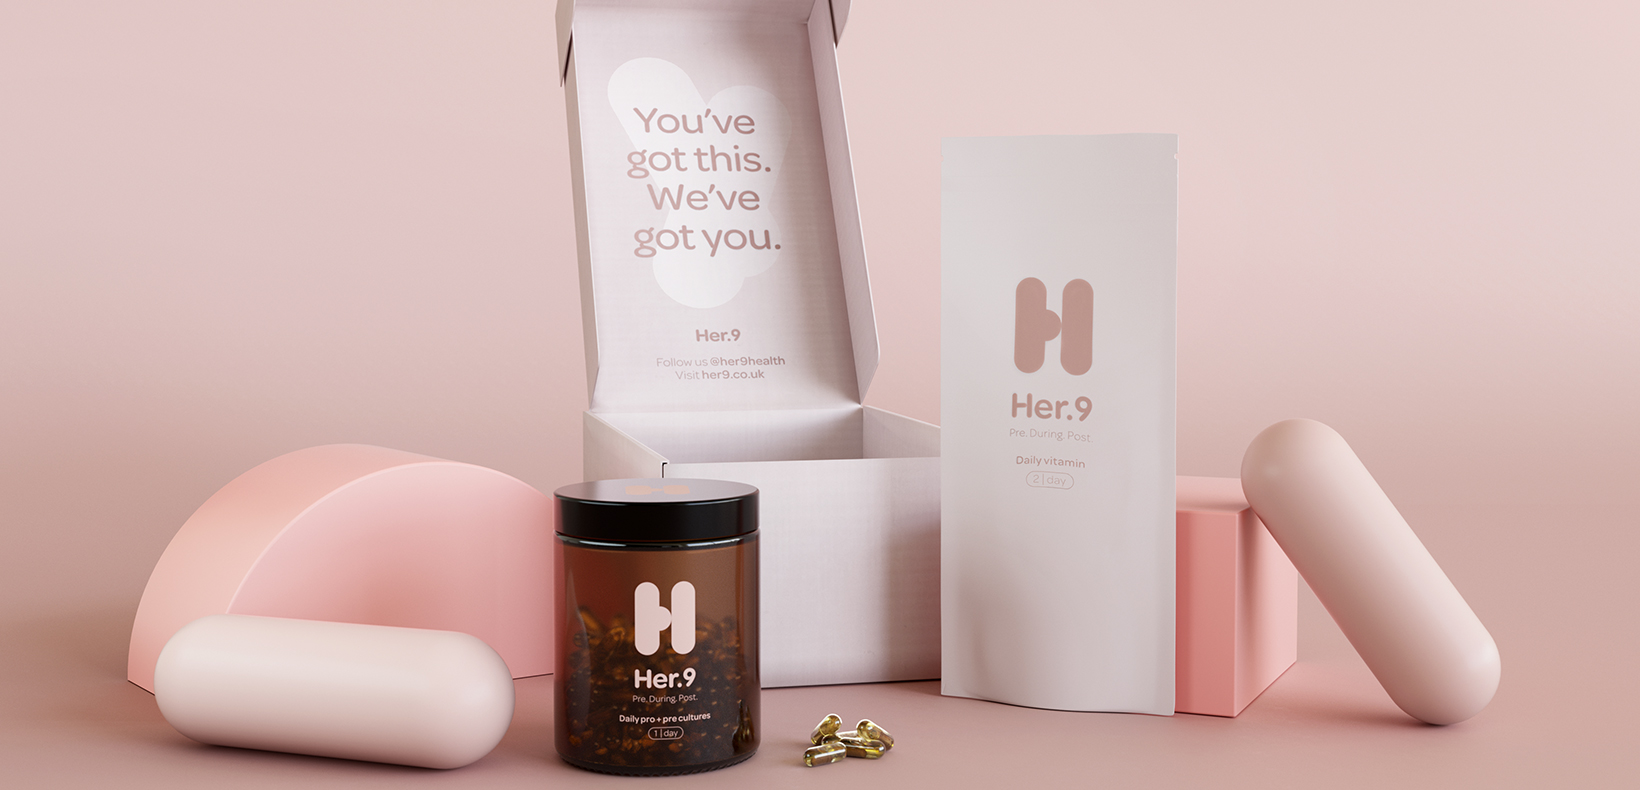 You've
got this.
We've
got you.
Her.9
Follow us @her9health
Visit her9.co.uk
H
Her.9
Pre. During. Post.
Daily vitamin
2 | day
H
Her.9
Pre. During. Post.
Daily pro + pre cultures
1 | day